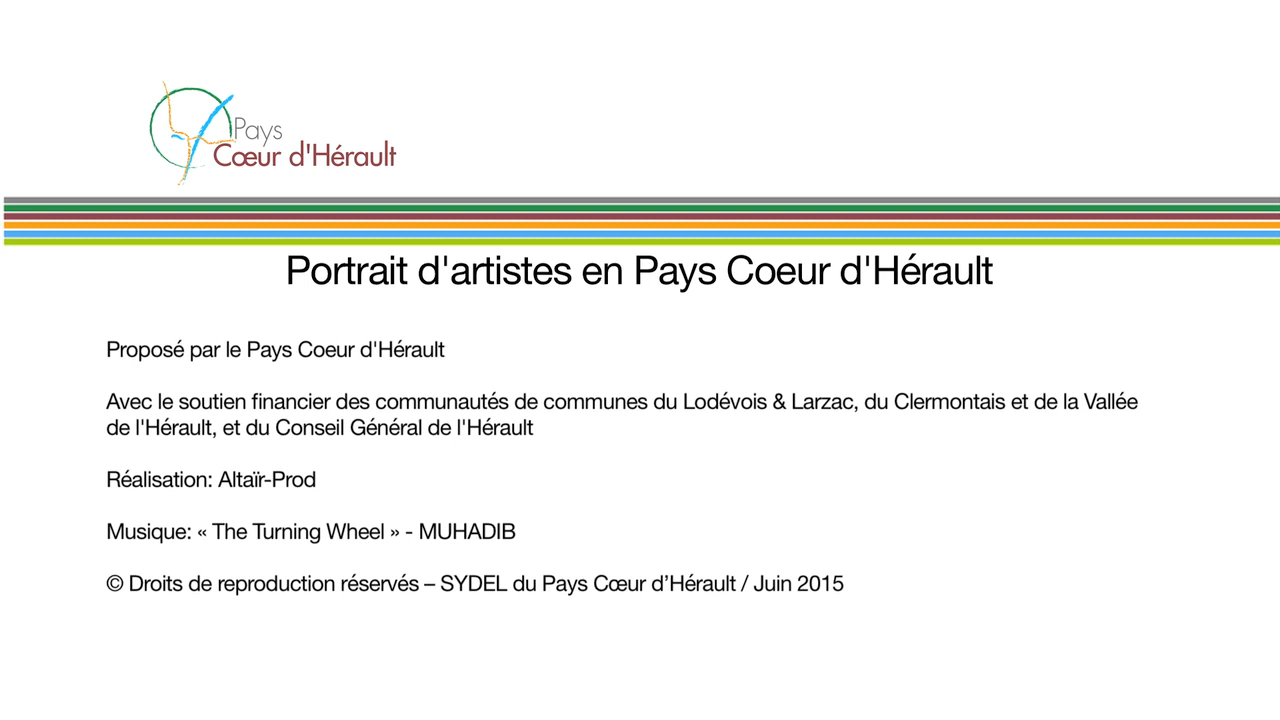 Pays
Cœur d'Hérault
Portrait d'artistes en Pays Coeur d'Hérault
Proposé par le Pays Coeur d'Hérault
Avec le soutien financier des communautés de communes du Lodévois & Larzac, du Clermontais et de la Vallée
de l'Hérault, et du Conseil Général de l'Hérault
Réalisation: Altaïr-Prod
Musique: « The Turning Wheel » - MUHADIB
© Droits de reproduction réservés – SYDEL du Pays Cœur d’Hérault / Juin 2015